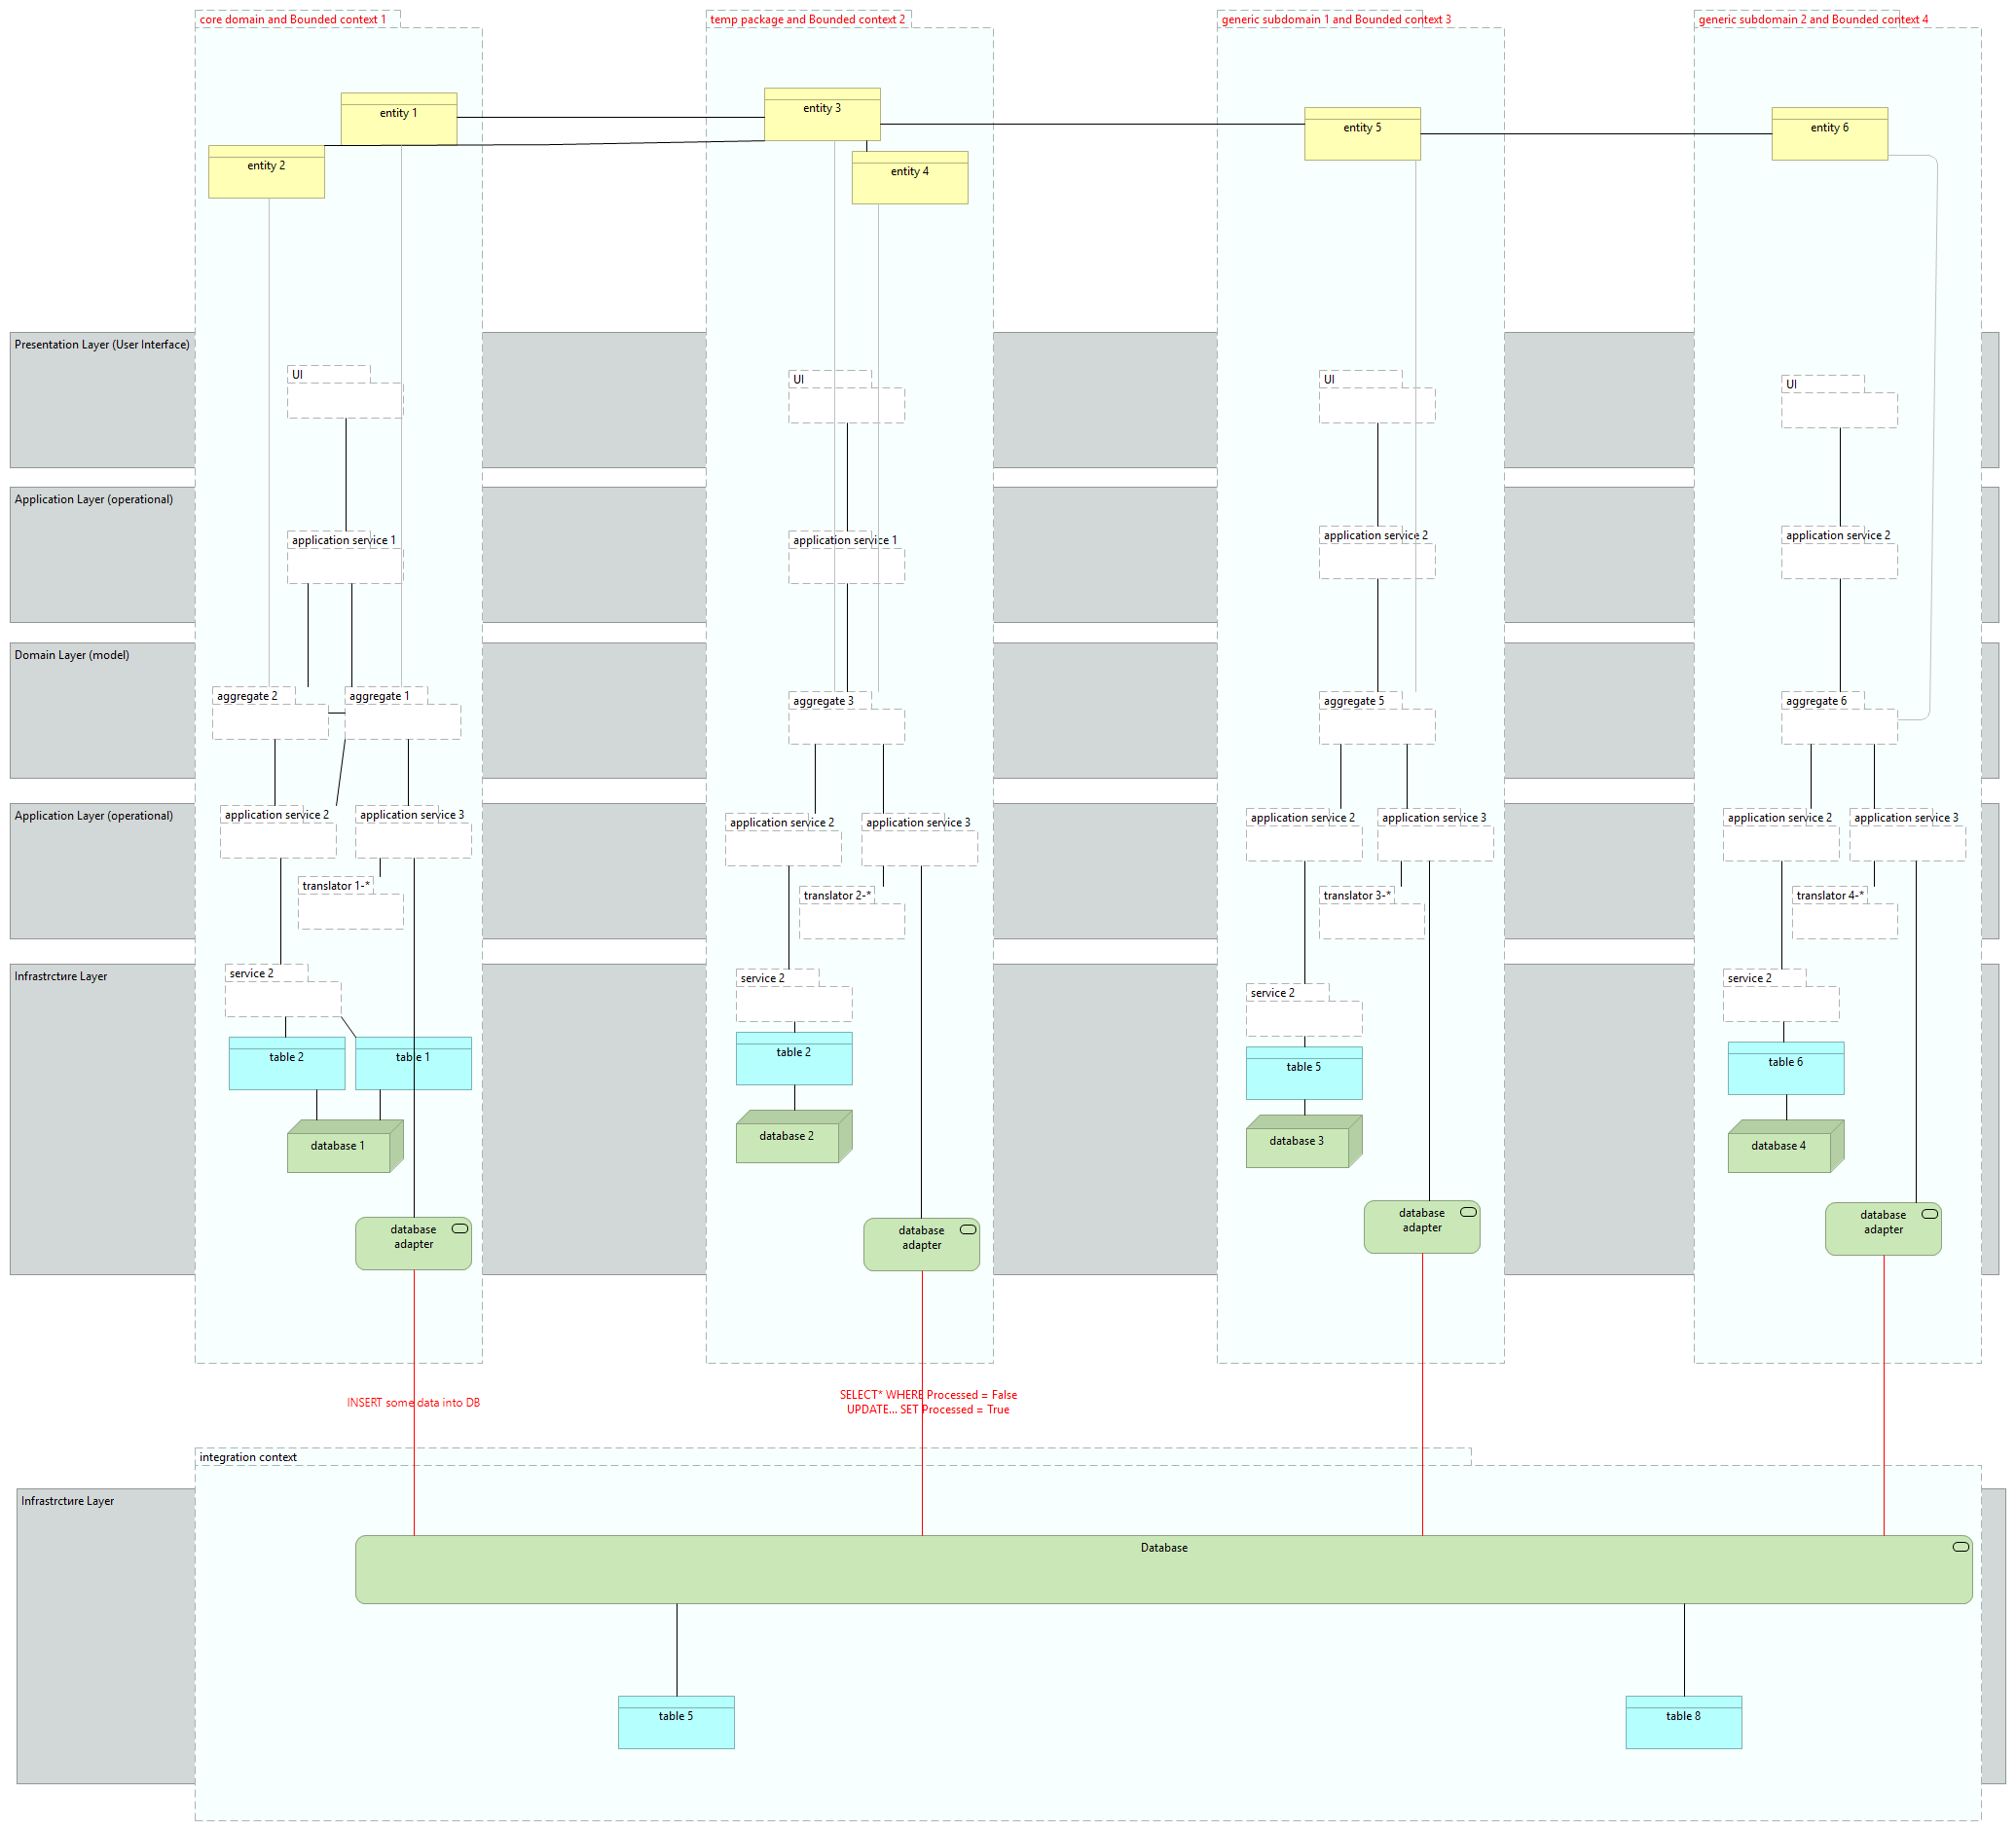 core domain and Bounded context 1
temp package and Bounded context 2
generic subdomain 1 and Bounded context 3
generic subdomain 2 and Bounded context 4
entity 1
entity 3
entity 5
entity 6
entity 2
entity 4
Presentation Layer (User Interface)
UI
UI
UI
UI
Application Layer (operational)
application service 1
application service 1
application service 2
application service 2
Domain Layer (model)
aggregate 2
aggregate 1
aggregate 3
aggregate 5
aggregate 6
Application Layer (operational)
application service 2
application service 3
application service 2
application service 3
application service 2
application service 3
application service 2
application service 3
translator 1-*
translator 2-*
translator 3-*
translator 4-*
Infrastrctиre Layer
service 2
service 2
service 2
service 2
table 2
table 1
table 2
table 5
table 6
database 1
database 2
database 3
database 4
database
adapter
database
adapter
database
adapter
database
adapter
INSERT some data into DB
SELECT* WHERE Processed = False
UPDATE... SET Processed = True
integration context
Infrastrctиre Layer
Database
table 5
table 8